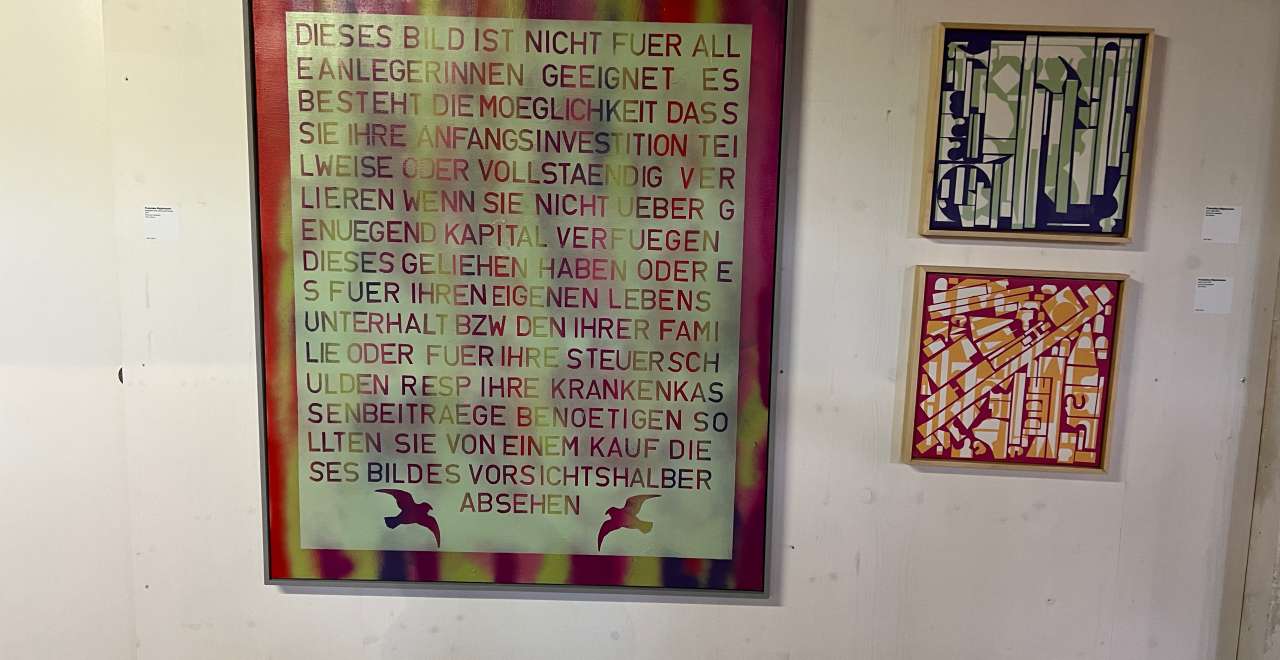 DIESES BILD IST NICHT FUER ALL
E ANLEGERINNEN GEEIGNET ES
BESTEHT DIE MOEGLICHKEIT DASS
SIE IHRE ANFANGSINVESTITION TEI
LWEISE ODER VOLLSTAENDIG VER
LIEREN WENN SIE NICHT UEBER G
ENUEGEND KAPITAL VERFUEGEN
DIESES GELIEHEN HABEN ODER E
S FUER IHREN EIGENEN LEBENS
UNTERHALT BZW DEN IHRER FAMI
LIE ODER FUER IHRE STEUERSCH
ULDEN RESP IHRE KRANKENKAS
SENBEITRAEGE BENOETIGEN SO
LLTEN SIE VON EINEM KAUF DIE
SES BILDES VORSICHTSHALBER
ABSEHEN